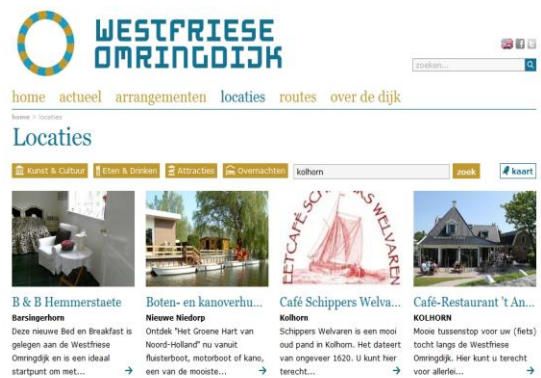 WESTFRIESE
OMRINGDIJK
zoeken...
home actueel arrangementen locaties routes over de dijk
home > locaties
Locaties
Kunst & Cultuur Eten & Drinken Attracties Overnachten kolhorn zoek kaart
EETCAFÉ SCHIPPERS WELVAREN
B & B Hemmerstaete
Barsingerhorn
Deze nieuwe Bed en Breakfast is
gelegen aan de Westfriese
Omringdijk en is een ideaal
startpunt om met...
Boten- en kanoverhu...
Nieuwe Niedorp
Ontdek "Het Groene Hart van
Noord-Holland" nu vanuit
fluisterboot, motorboot of kano,
een van de mooiste...
Café Schippers Welva...
Kolhorn
Schippers Welvaren is een mooi
oud pand in Kolhorn. Het dateert
van ongeveer 1620. U kunt hier
terecht...
Café-Restaurant 't An...
KOLHORN
Mooie tussenstop voor uw (fiets)
tocht langs de Westfriese
Omringdijk. Hier kunt u terecht
voor allerlei...